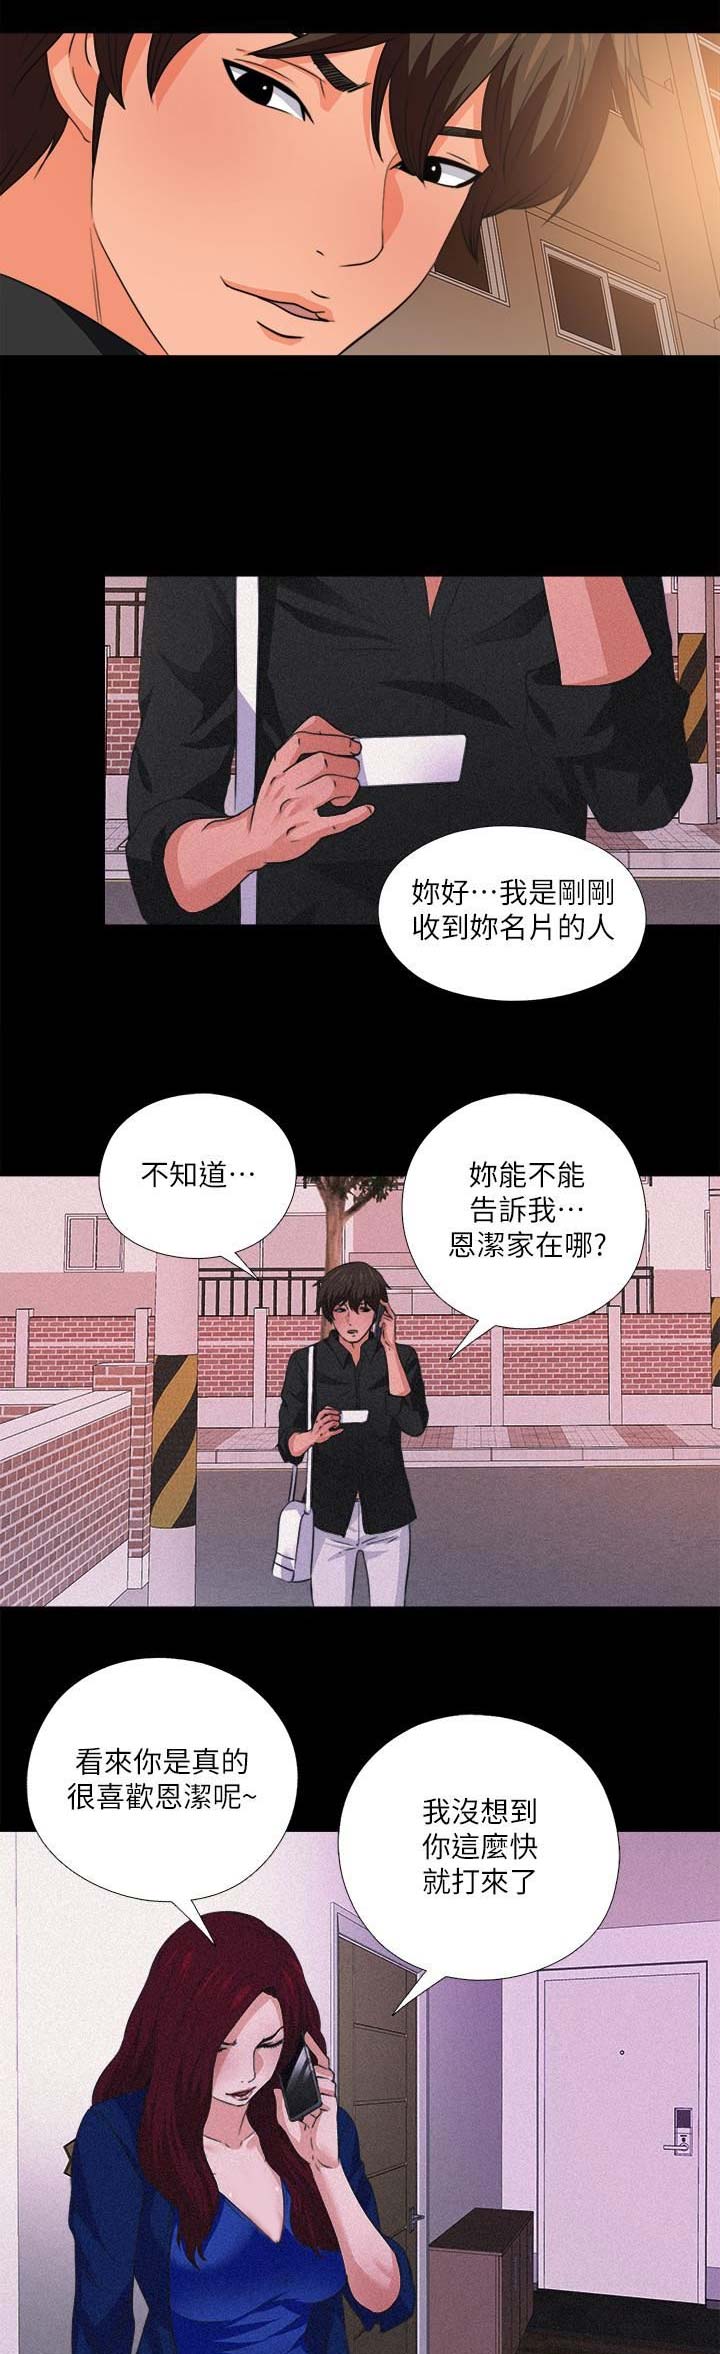 妳好⋯我是剛剛
收到妳名片的人
不知道⋯
妳能不能
告訴我⋯
恩潔家在哪?
看來你是真的
很喜歡恩潔呢~
我沒想到
你這麼快
就打來了